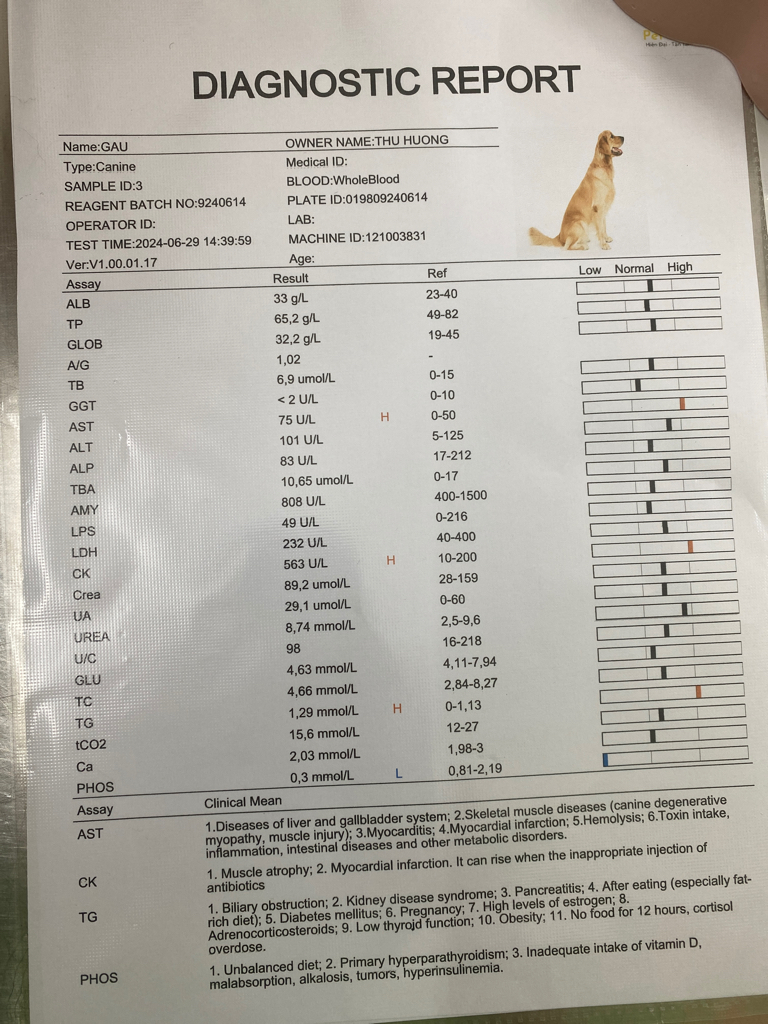 Hiện Đại - Tận
DIAGNOSTIC REPORT
Name:GAU OWNER NAME:THU HUONG
Type:Canine Medical ID:
SAMPLE ID:3 BLOOD:WholeBlood
REAGENT BATCH NO:9240614 PLATE ID:019809240614
OPERATOR ID: LAB:
TEST TIME:2024-06-29 14:39:59 MACHINE ID:121003831
Ver:V1.00.01.17 Age:
Assay Result Ref Low Normal High
ALB 33 g/L 23-40
TP 65,2 g/L 49-82
GLOB 32,2 g/L 19-45
A/G 1,02 -
TB 6,9 umol/L 0-15
GGT < 2 U/L 0-10
AST 75 U/L H 0-50
ALT 101 U/L 5-125
ALP 83 U/L 17-212
TBA 10,65 umol/L 0-17
AMY 808 U/L 400-1500
LPS 49 U/L 0-216
LDH 232 U/L 40-400
CK 563 U/L H 10-200
Crea 89,2 umol/L 28-159
UA 29,1 umol/L 0-60
UREA 8,74 mmol/L 2,5-9,6
U/C 98 16-218
GLU 4,63 mmol/L 4,11-7,94
TC 4,66 mmol/L 2,84-8,27
TG 1,29 mmol/L H 0-1,13
tCO2 15,6 mmol/L 12-27
Ca 2,03 mmol/L 1,98-3
PHOS 0,3 mmol/L L 0,81-2,19
Assay Clinical Mean
AST 1.Diseases of liver and gallbladder system; 2.Skeletal muscle diseases (canine degenerative
myopathy, muscle injury); 3.Myocarditis; 4.Myocardial infarction; 5.Hemolysis; 6.Toxin intake,
inflammation, intestinal diseases and other metabolic disorders.
CK 1. Muscle atrophy; 2. Myocardial infarction. It can rise when the inappropriate injection of
antibiotics
TG 1. Biliary obstruction; 2. Kidney disease syndrome; 3. Pancreatitis; 4. After eating (especially fat-
rich diet); 5. Diabetes mellitus; 6. Pregnancy; 7. High levels of estrogen; 8.
Adrenocorticosteroids; 9. Low thyrojd function; 10. Obesity; 11. No food for 12 hours, cortisol
overdose.
PHOS 1. Unbalanced diet; 2. Primary hyperparathyroidism; 3. Inadequate intake of vitamin D,
malabsorption, alkalosis, tumors, hyperinsulinemia.